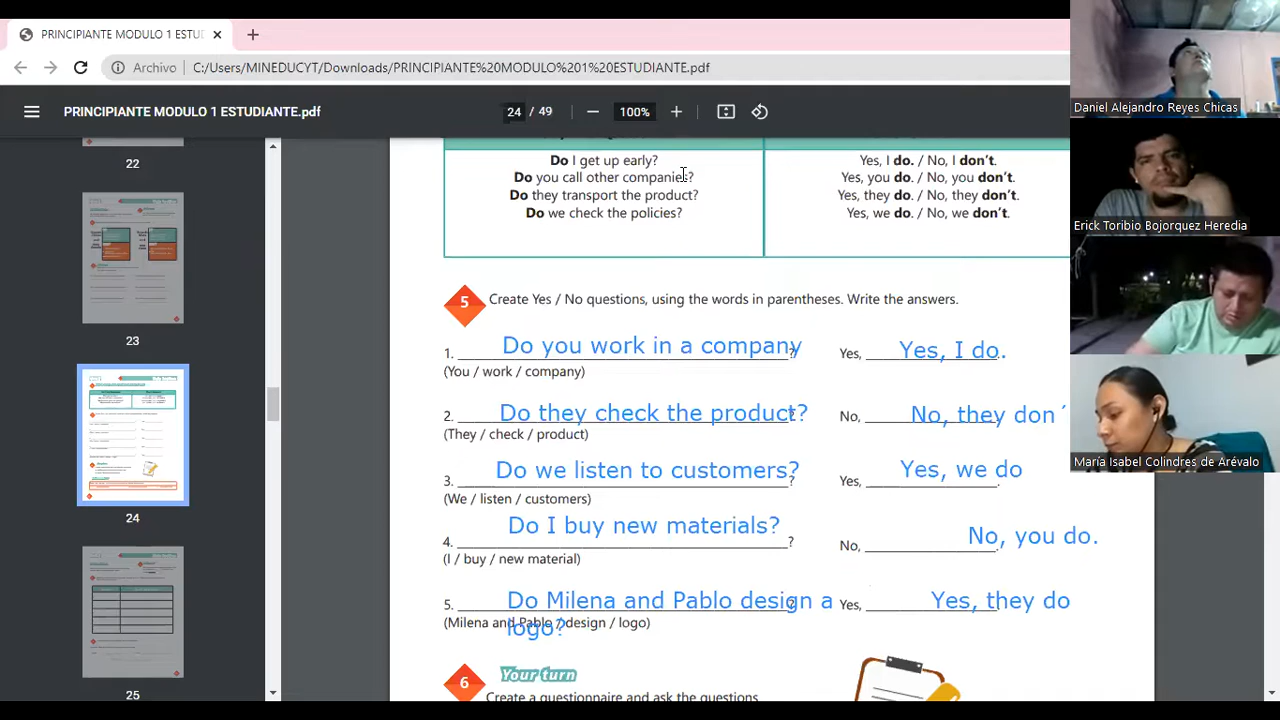 PRINCIPIANTE MODULO 1 ESTUDI
Archivo C:/Users/MINEDUCYT/Downloads/PRINCIPIANTE%20MODULO%201%20ESTUDIANTE.pdf
PRINCIPIANTE MODULO 1 ESTUDIANTE.pdf 24 / 49 100%
22
23
24
25
Do I get up early? Yes, I do. / No, I don't.
Do you call other companies? Yes, you do. / No, you don't.
Do they transport the product? Yes, they do. / No, they don't.
Do we check the policies? Yes, we do. / No, we don't.
5 Create Yes / No questions, using the words in parentheses. Write the answers.
1. Do you work in a company? Yes, Yes, I do.
(You / work / company)
2. Do they check the product? No, No, they don´
(They / check / product)
3. Do we listen to customers? Yes, Yes, we do.
(We / listen / customers)
4. Do I buy new materials? ? No, No, you do.
(I / buy / new material)
5. Do Milena and Pablo design a ? Yes, Yes, they do
logo?
(Milena and Pablo / design / logo)
6 Your turn
Create a questionnaire and ask the questions
Daniel Alejandro Reyes Chicas
Erick Toribio Bojorquez Heredia
María Isabel Colindres de Arévalo